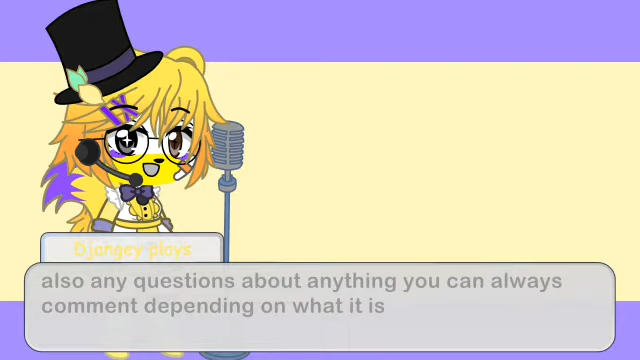 Djangey plays
also any questions about anything you can always
comment depending on what it is